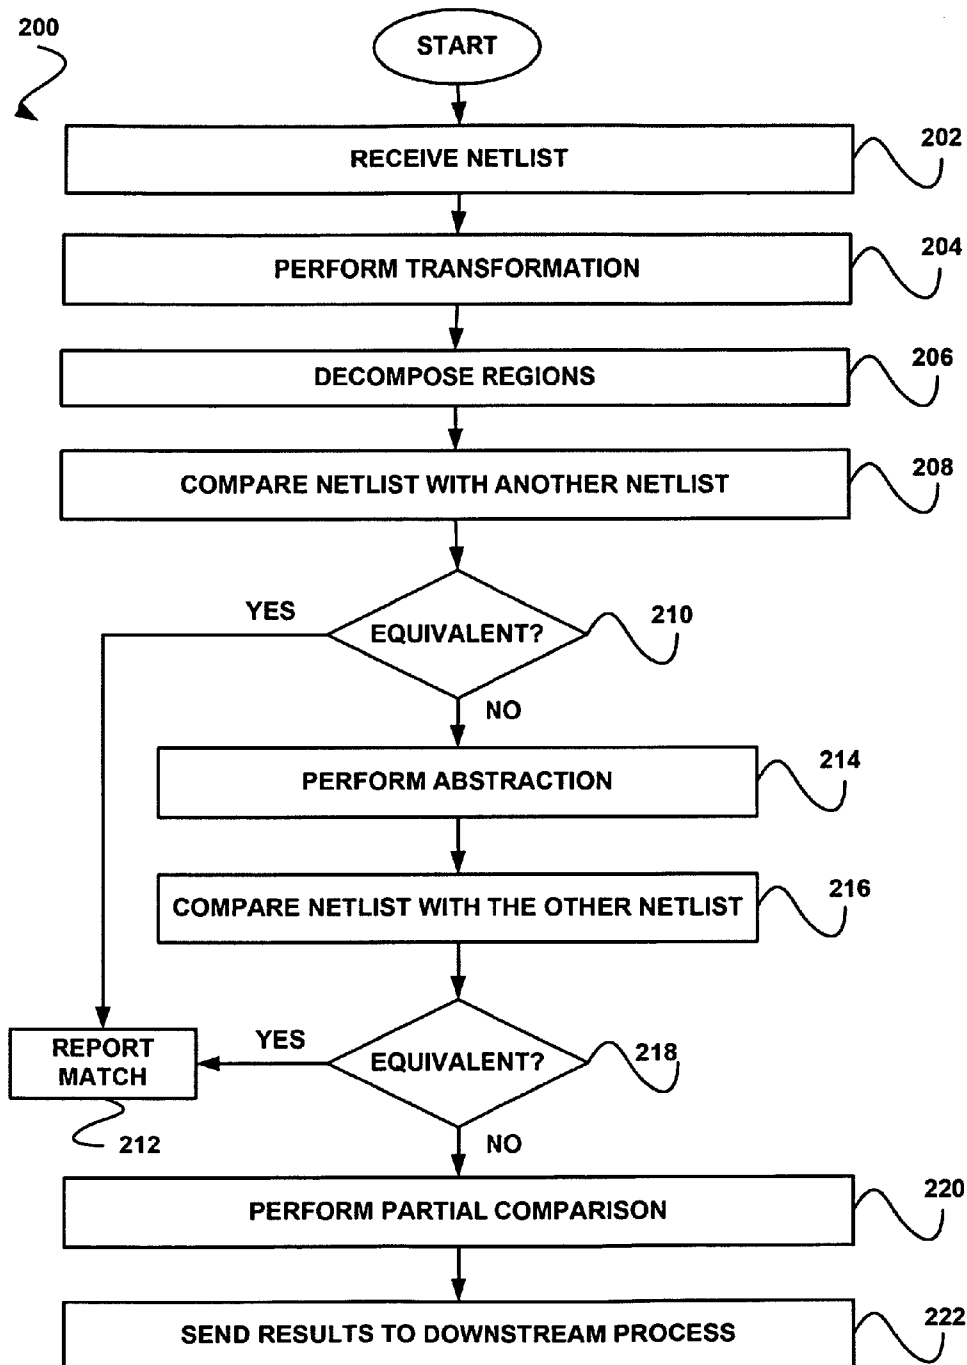 200
START
RECEIVE NETLIST
202
PERFORM TRANSFORMATION
204
DECOMPOSE REGIONS
206
COMPARE NETLIST WITH ANOTHER NETLIST
208
YES
EQUIVALENT?
210
NO
PERFORM ABSTRACTION
214
COMPARE NETLIST WITH THE OTHER NETLIST
216
REPORT
MATCH
212
YES
EQUIVALENT?
218
NO
PERFORM PARTIAL COMPARISON
220
SEND RESULTS TO DOWNSTREAM PROCESS
222